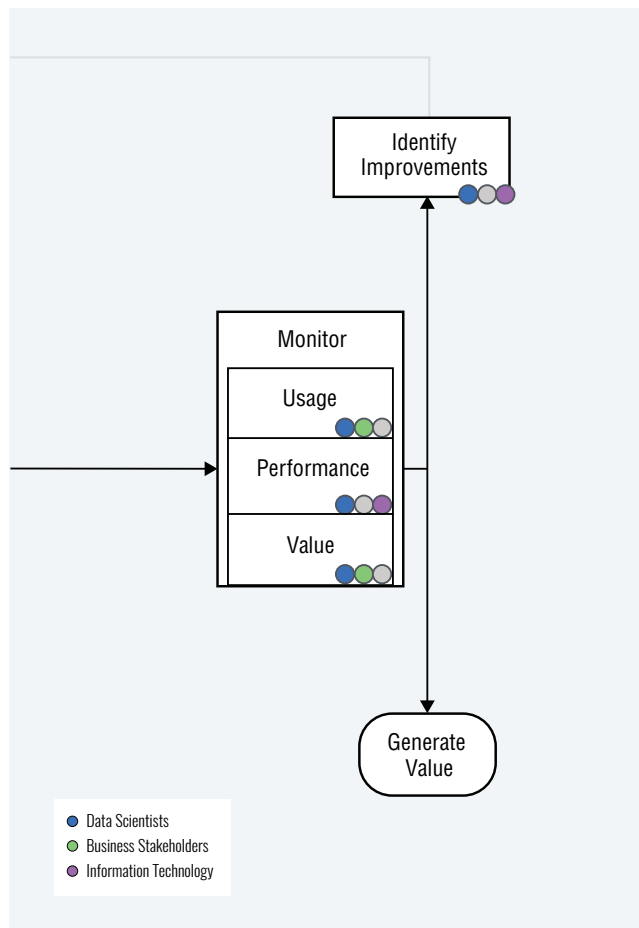 Identify
Improvements
Monitor
Usage
Performance
Value
Generate
Value
Data Scientists
Business Stakeholders
Information Technology